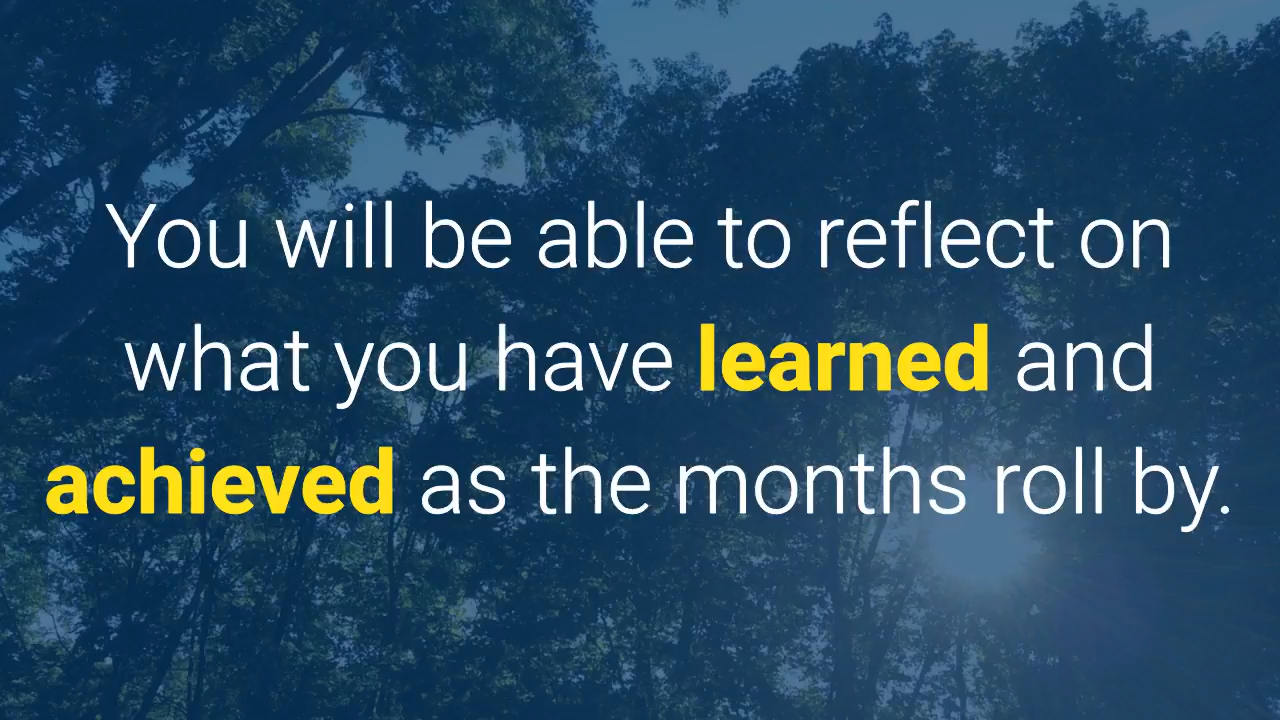 You will be able to reflect on
what you have learned and
achieved as the months roll by.